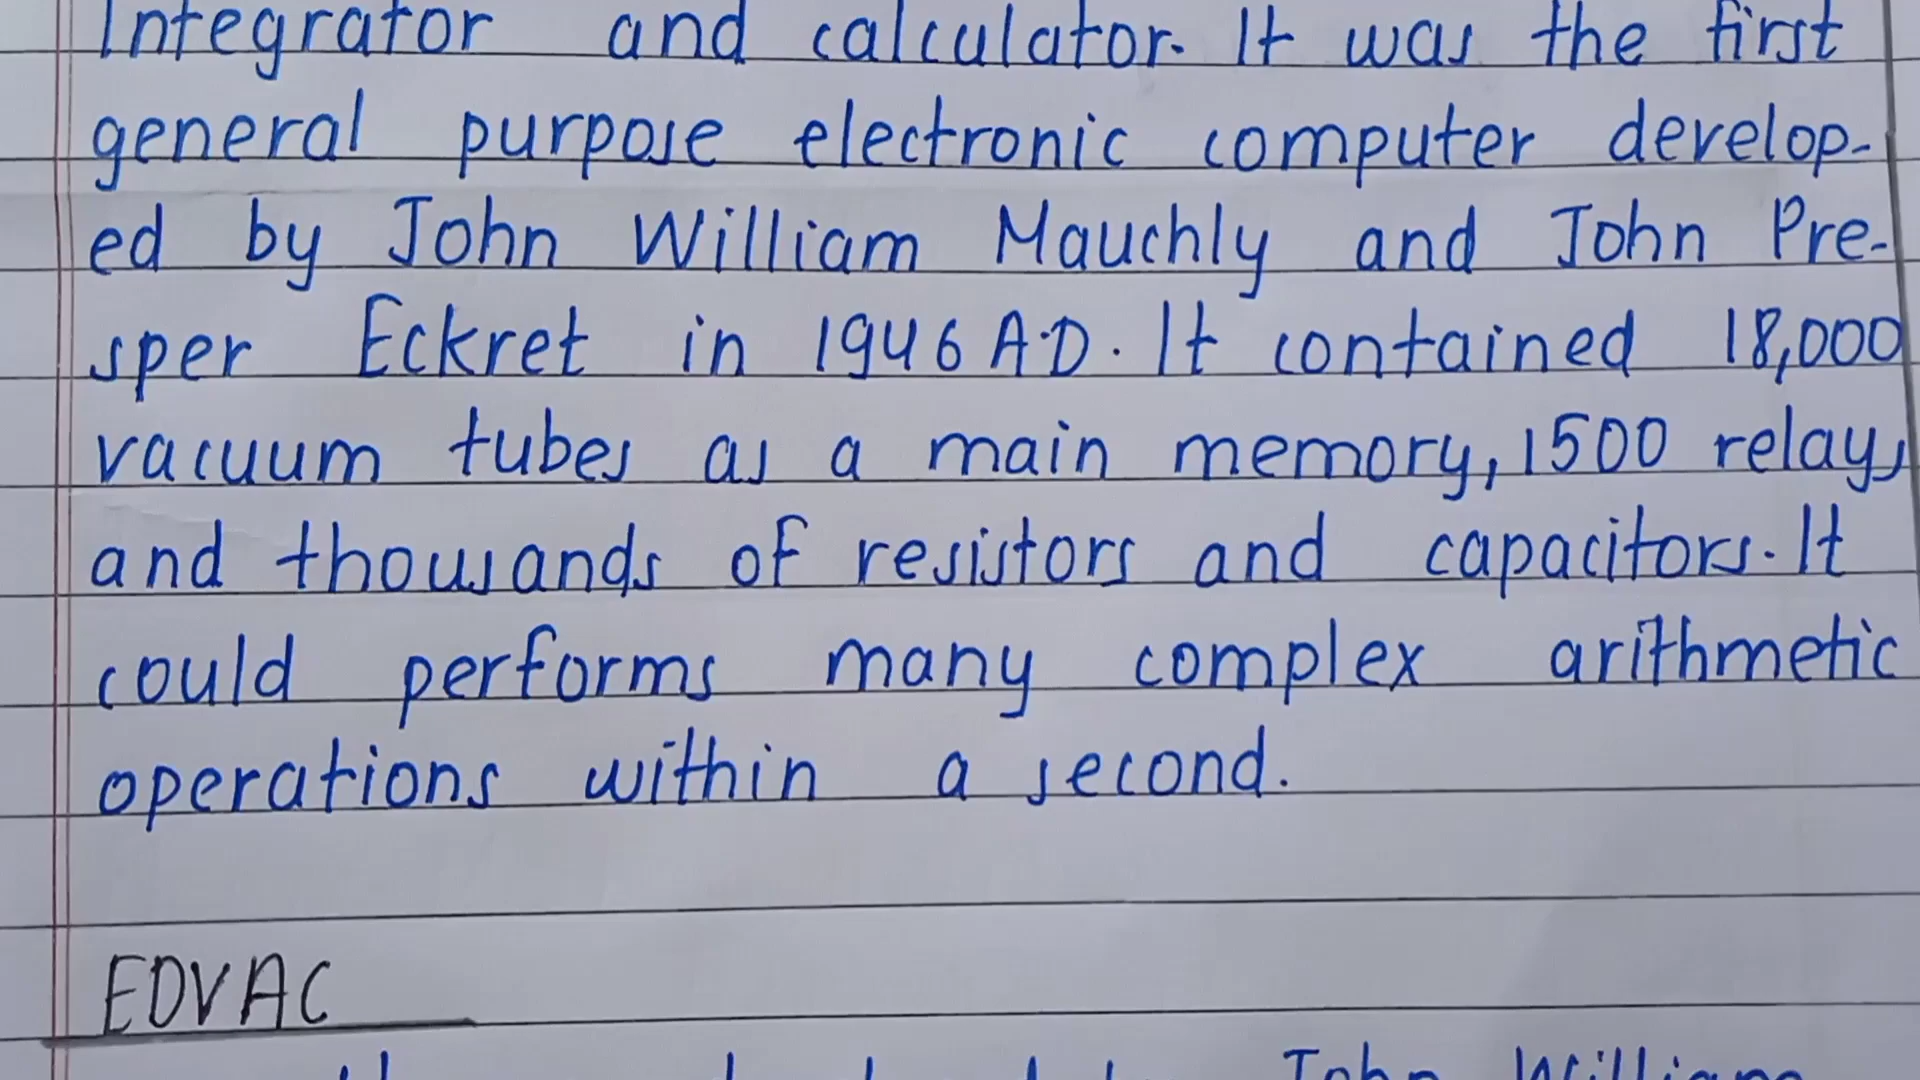 Integrator and calculator. It was the first
general purpose electronic computer develop-
ed by John William Mauchly and John Pre-
sper Eckret in 1946 A.D. It contained 18,000
vacuum tubes as a main memory, 1500 relays
and thousands of resistors and capacitors. It
could performs many complex arithmetic
operations within a second.
EDVAC
John William